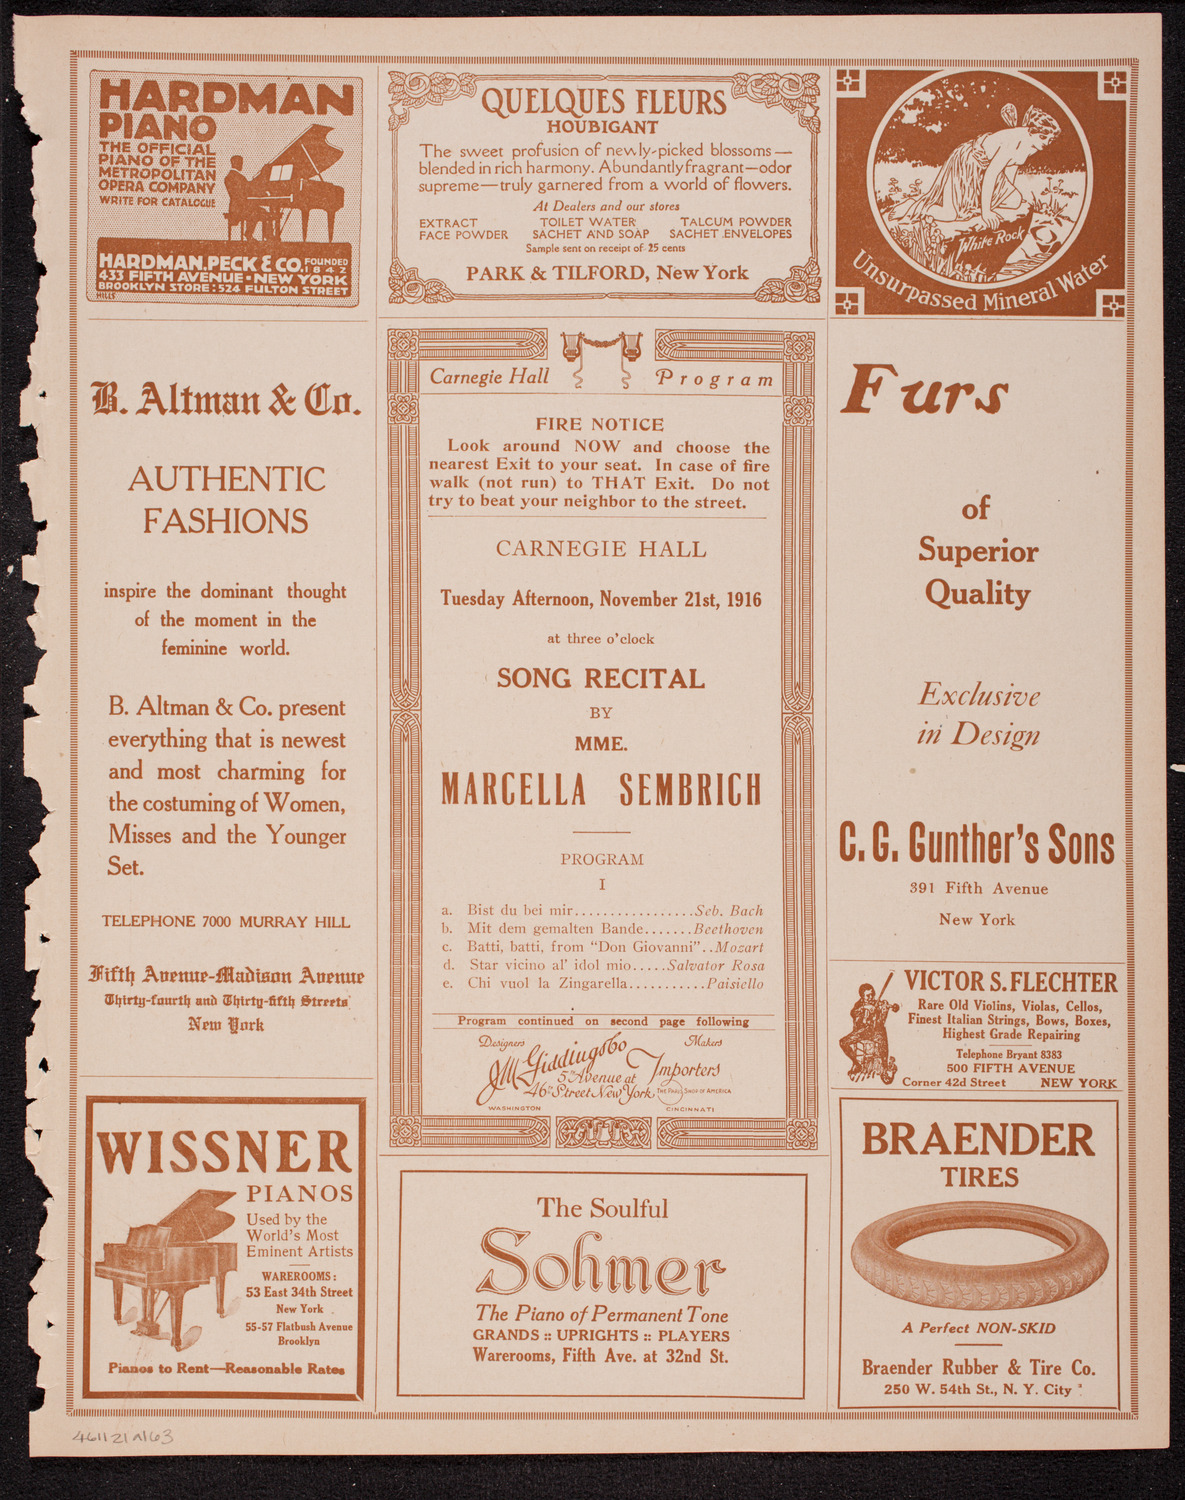 HARDMAN
PIANO
THE OFFICIAL
PIANO OF THE
METROPOLITAN
OPERA COMPANY
WRITE FOR CATALOGUE
HARDMAN, PECK & CO. FOUNDED 1842
433 FIFTH AVENUE • NEW YORK
BROOKLYN STORE: 524 FULTON STREET
HILLS
QUELQUES FLEURS
HOUBIGANT
The sweet profusion of newly-picked blossoms—
blended in rich harmony. Abundantly fragrant—odor
supreme—truly garnered from a world of flowers.
At Dealers and our stores
EXTRACT TOILET WATER TALCUM POWDER
FACE POWDER SACHET AND SOAP SACHET ENVELOPES
Sample sent on receipt of 25 cents
PARK & TILFORD, New York
White Rock
Unsurpassed Mineral Water
B. Altman & Co.
AUTHENTIC
FASHIONS
inspire the dominant thought
of the moment in the
feminine world.
B. Altman & Co. present
everything that is newest
and most charming for
the costuming of Women,
Misses and the Younger
Set.
TELEPHONE 7000 MURRAY HILL
Fifth Avenue-Madison Avenue
Thirty-fourth and Thirty-fifth Streets
New York
WISSNER
PIANOS
Used by the
World's Most
Eminent Artists
WAREROOMS:
53 East 34th Street
New York
55-57 Flatbush Avenue
Brooklyn
Pianos to Rent—Reasonable Rates
Carnegie Hall Program
FIRE NOTICE
Look around NOW and choose the
nearest Exit to your seat. In case of fire
walk (not run) to THAT Exit. Do not
try to beat your neighbor to the street.
CARNEGIE HALL
Tuesday Afternoon, November 21st, 1916
at three o'clock
SONG RECITAL
BY
MME.
MARCELLA SEMBRICH
PROGRAM
I
a. Bist du bei mir.................Seb. Bach
b. Mit dem gemalten Bande.......Beethoven
c. Batti, batti, from "Don Giovanni"..Mozart
d. Star vicino al' idol mio.....Salvator Rosa
e. Chi vuol la Zingarella...........Paisiello
Program continued on second page following
Designers Makers
JM Giddings & Co Importers
5th Avenue at
46th Street New York THE PARIS SHOP OF AMERICA
WASHINGTON CINCINNATI
The Soulful
Sohmer
The Piano of Permanent Tone
GRANDS :: UPRIGHTS :: PLAYERS
Warerooms, Fifth Ave. at 32nd St.
Furs
of
Superior
Quality
Exclusive
in Design
C. G. Gunther's Sons
391 Fifth Avenue
New York
VICTOR S. FLECHTER
Rare Old Violins, Violas, Cellos,
Finest Italian Strings, Bows, Boxes,
Highest Grade Repairing
Telephone Bryant 8383
500 FIFTH AVENUE
Corner 42d Street NEW YORK
BRAENDER
TIRES
A Perfect NON-SKID
Braender Rubber & Tire Co.
250 W. 54th St., N. Y. City
461121A163